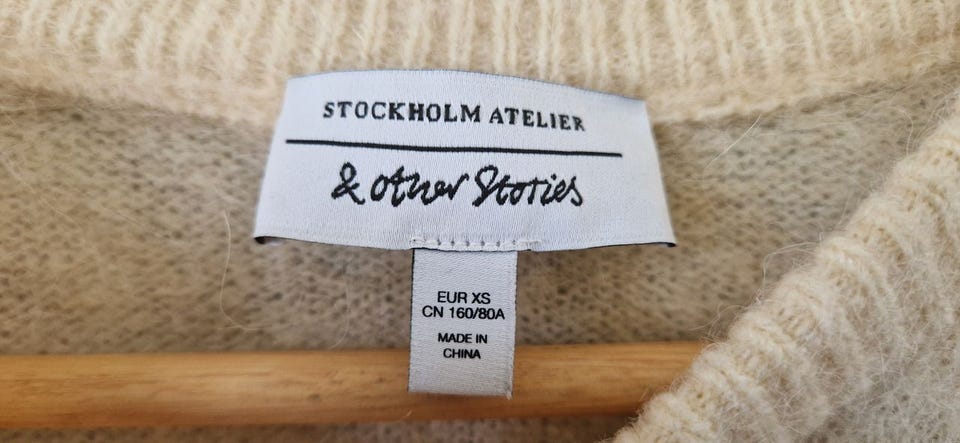 STOCKHOLM ATELIER
& other Stories
EUR XS
CN 160/80A
MADE IN
CHINA